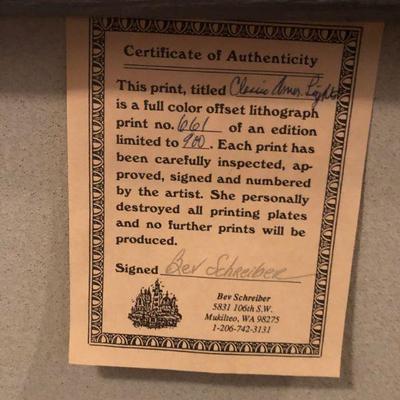 Certificate of Authenticity
This print, titled Classic Amer. Lighter
is a full color offset lithograph
print no. 661 of an edition
limited to 900. Each print has
been carefully inspected, ap-
proved, signed and numbered
by the artist. She personally
destroyed all printing plates
and no further prints will be
produced.
Signed Bev Schreiber
Bev Schreiber
5831 106th S.W.
Mukilteo, WA 98275
1-206-742-3131